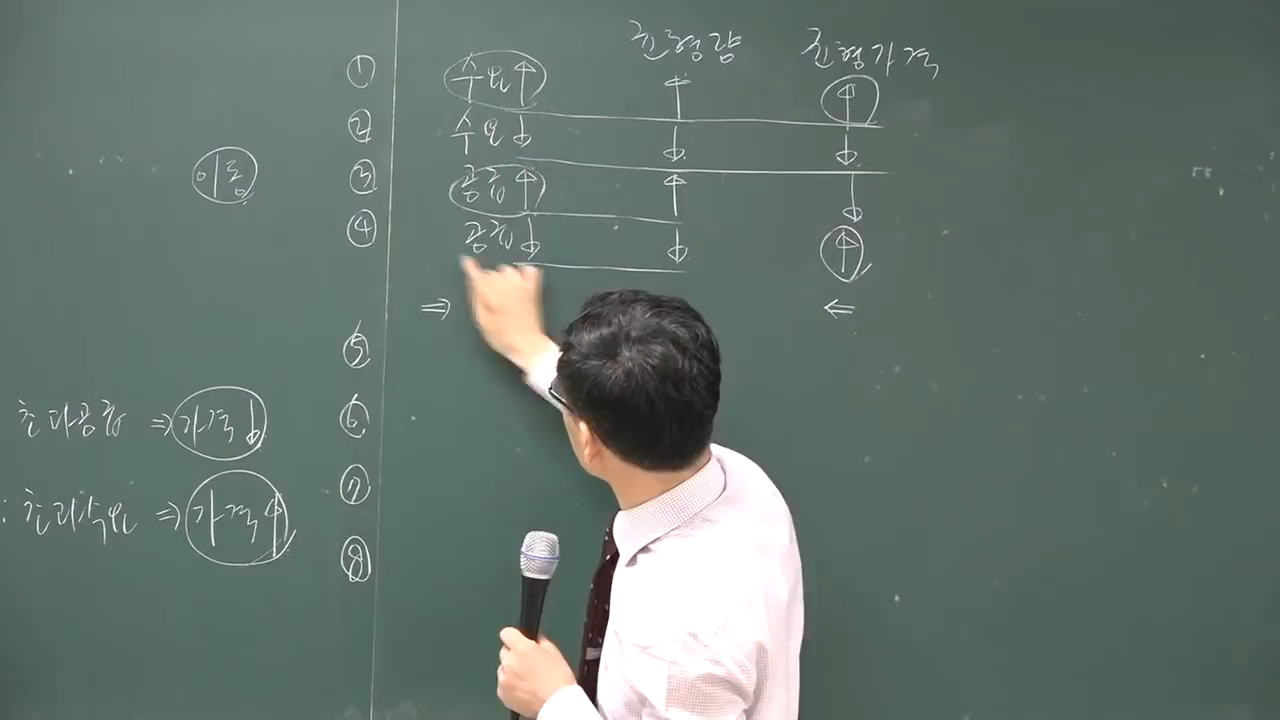 균형량 균형가격
① 수요↑ ↑ ↑
② 수요↓ ↓ ↓
이동
③ 공급↑ ↑ ↓
④ 공급↓ ↓ ↑
⇒ ⇐
⑤
초과공급 ⇒ 가격↓
⑥
⑦
: 초과수요 ⇒ 가격↑
⑧